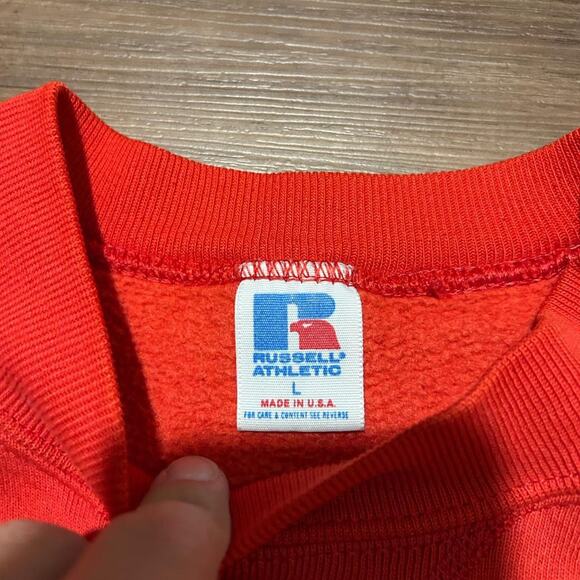 R
RUSSELL®
ATHLETIC
L
MADE IN U.S.A.
FOR CARE & CONTENT SEE REVERSE